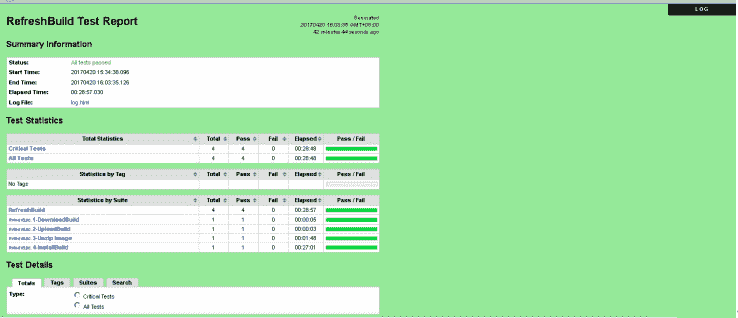 LOG
RefreshBuild Test Report
Generated
20170420 16:03:35 GMT+05:00
42 minutes 44 seconds ago
Summary Information
Status: All tests passed
Start Time: 20170420 15:34:38.096
End Time: 20170420 16:03:35.126
Elapsed Time: 00:28:57.030
Log File: log.html
Test Statistics
Total Statistics Total Pass Fail Elapsed Pass / Fail
Critical Tests 4 4 0 00:28:48
All Tests 4 4 0 00:28:48
Statistics by Tag Total Pass Fail Elapsed Pass / Fail
No Tags
Statistics by Suite Total Pass Fail Elapsed Pass / Fail
RefreshBuild 4 4 0 00:28:57
1-DownloadBuild 1 1 0 00:00:05
2-UploadBuild 1 1 0 00:00:03
3-Unzip Image 1 1 0 00:01:48
4-InstallBuild 1 1 0 00:27:01
Test Details
Totals Tags Suites Search
Type: Critical Tests
All Tests